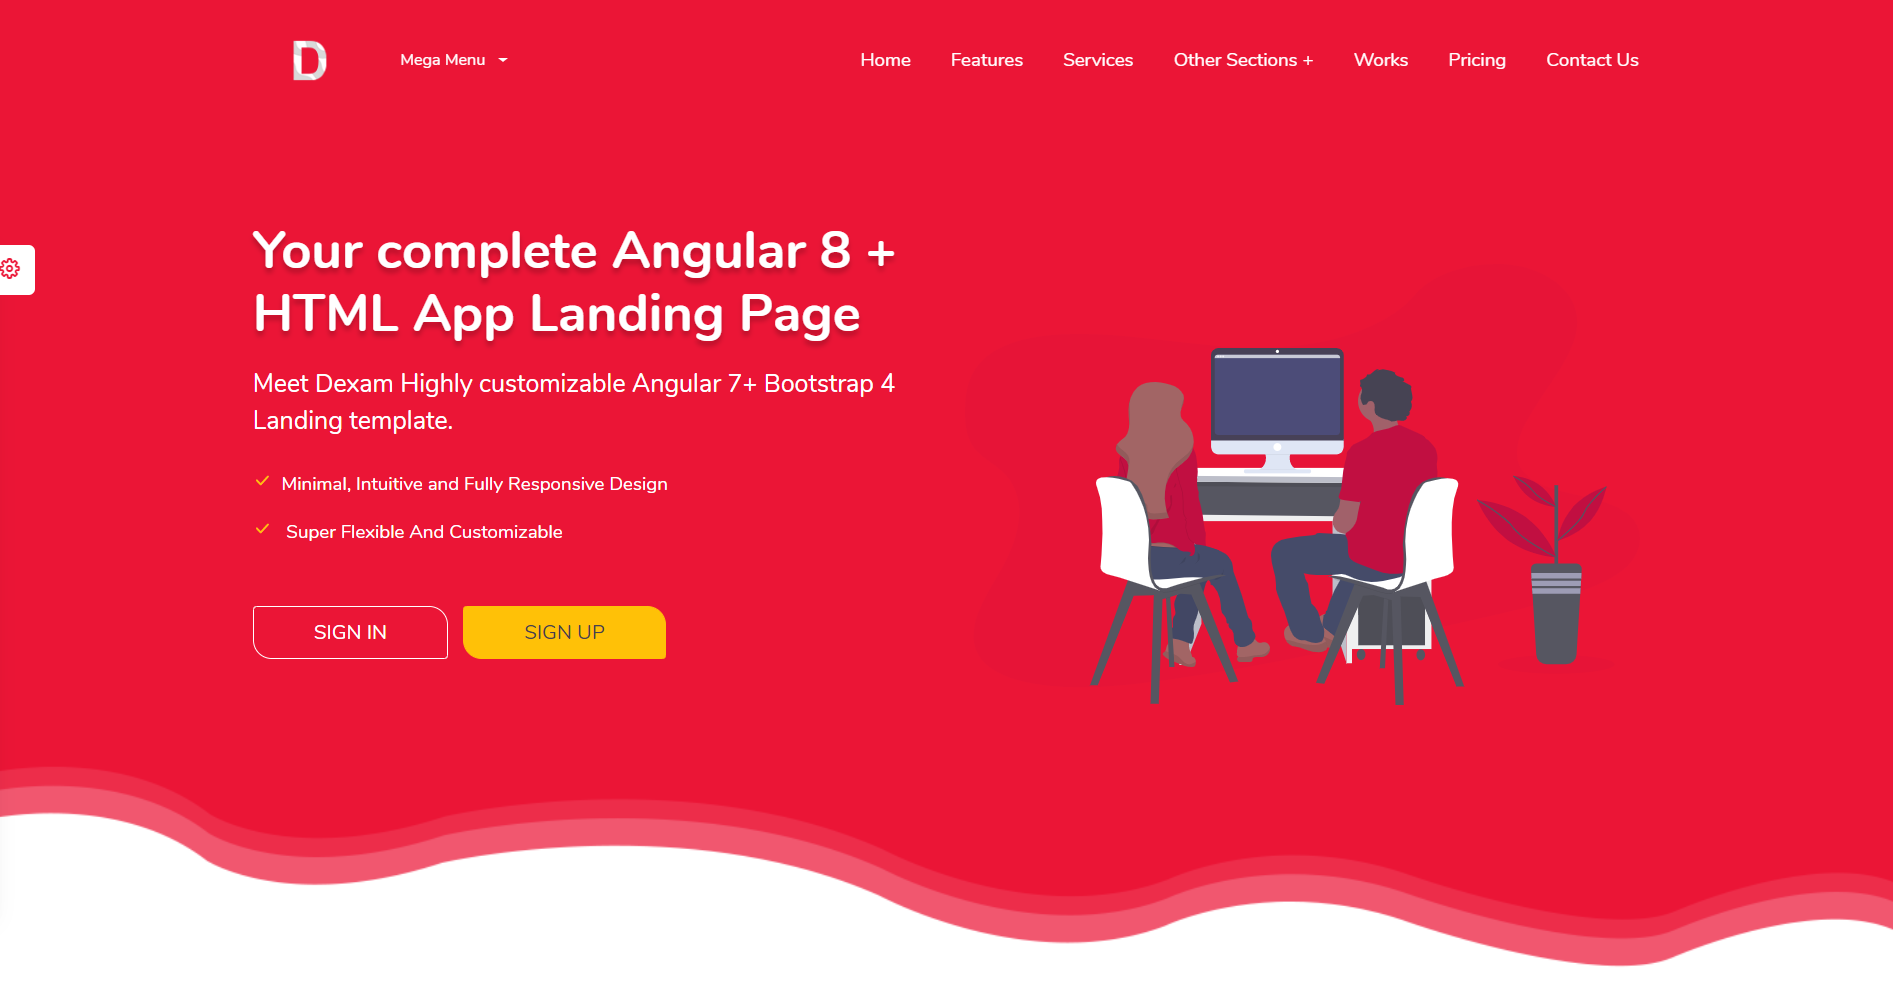 D
Mega Menu
Home Features Services Other Sections + Works Pricing Contact Us
Your complete Angular 8 +
HTML App Landing Page
Meet Dexam Highly customizable Angular 7+ Bootstrap 4
Landing template.
Minimal, Intuitive and Fully Responsive Design
Super Flexible And Customizable
SIGN IN SIGN UP